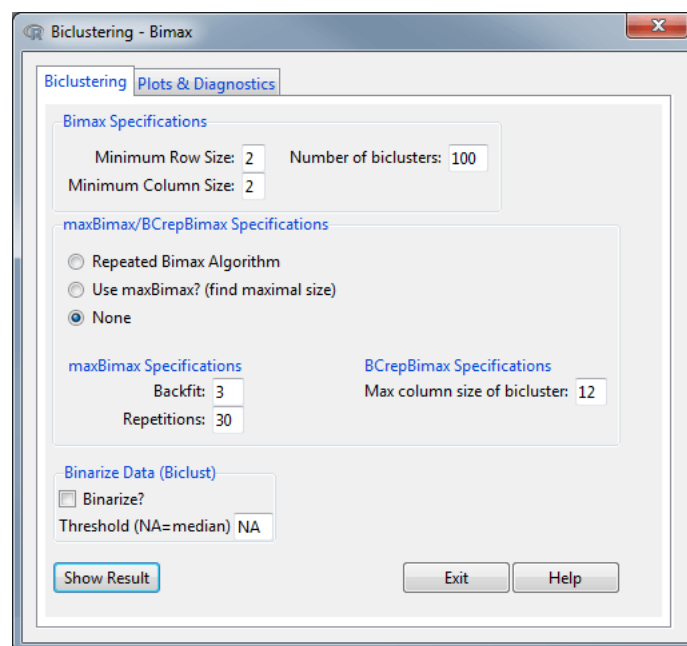 Biclustering - Bimax
Biclustering Plots & Diagnostics
Bimax Specifications
Minimum Row Size: 2 Number of biclusters: 100
Minimum Column Size: 2
maxBimax/BCrepBimax Specifications
Repeated Bimax Algorithm
Use maxBimax? (find maximal size)
None
maxBimax Specifications BCrepBimax Specifications
Backfit: 3 Max column size of bicluster: 12
Repetitions: 30
Binarize Data (Biclust)
Binarize?
Threshold (NA=median) NA
Show Result Exit Help